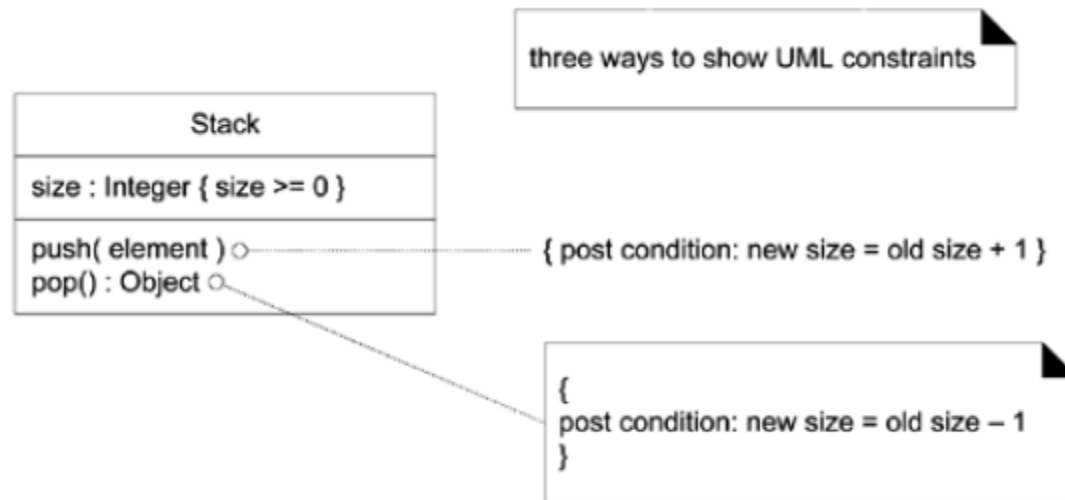 three ways to show UML constraints
Stack
size : Integer { size >= 0 }
push( element )
{ post condition: new size = old size + 1 }
pop() : Object
{
post condition: new size = old size – 1
}